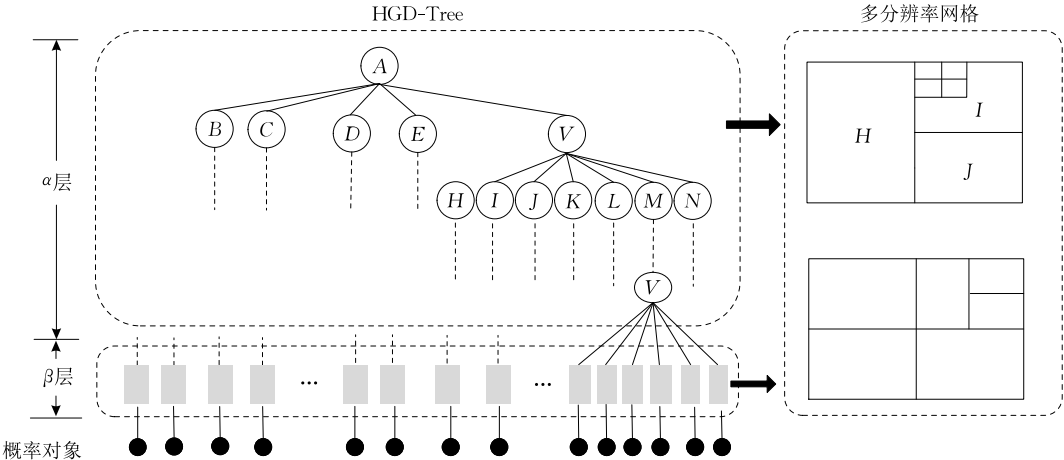 HGD-Tree
多分辨率网格
A
B C D E V
H I J K L M N
V
α层
β层
... ...
概率对象
H
I
J